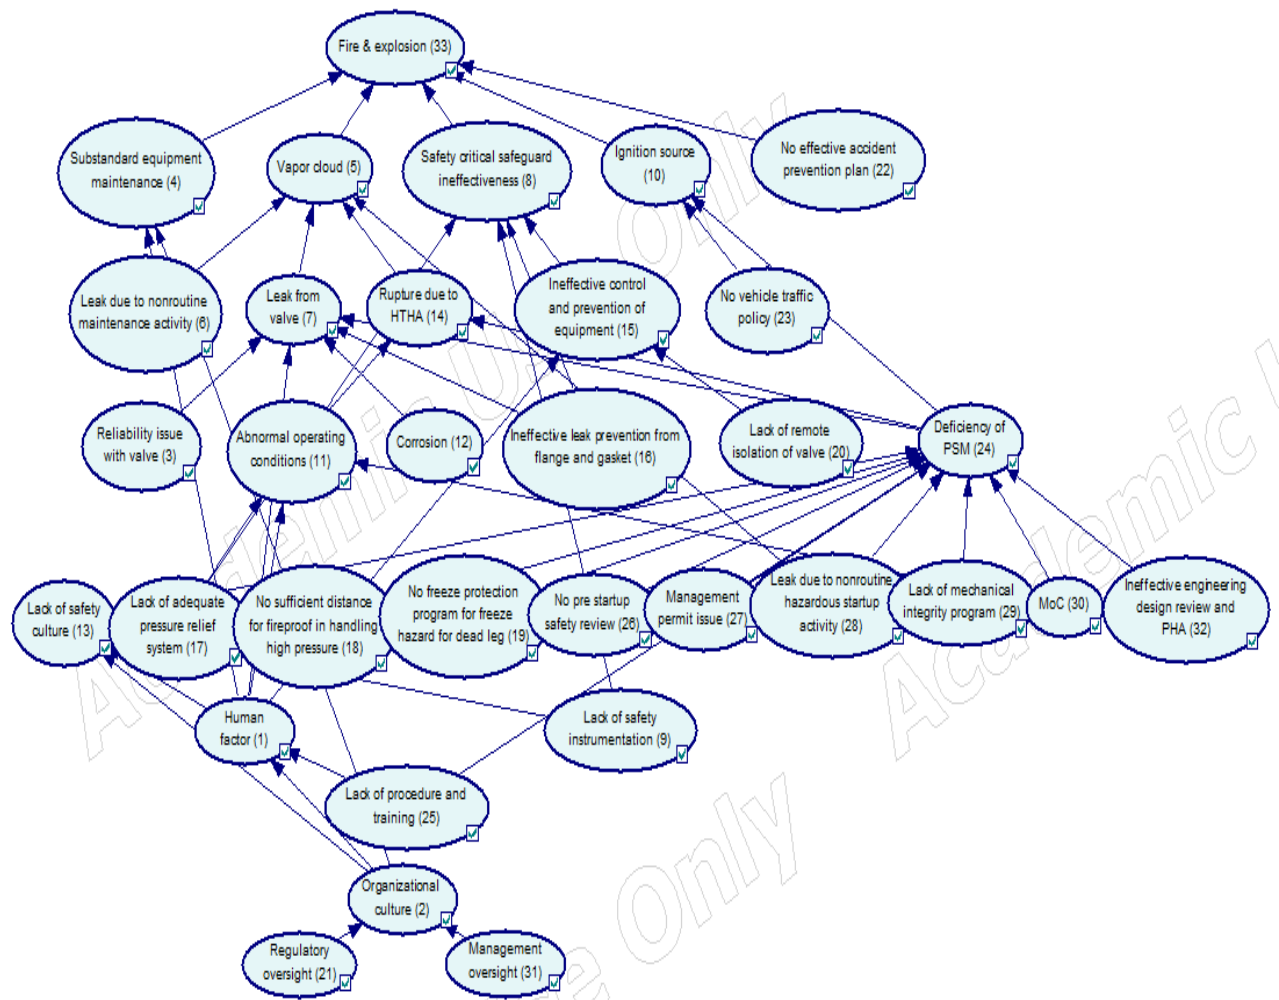 Fire & explosion (33)
Substandard equipment
maintenance (4)
Vapor cloud (5)
Safety critical safeguard
ineffectiveness (8)
Ignition source
(10)
No effective accident
prevention plan (22)
Leak due to nonroutine
maintenance activity (6)
Leak from
valve (7)
Rupture due to
HTHA (14)
Ineffective control
and prevention of
equipment (15)
No vehicle traffic
policy (23)
Reliability issue
with valve (3)
Abnormal operating
conditions (11)
Corrosion (12)
Ineffective leak prevention from
flange and gasket (16)
Lack of remote
isolation of valve (20)
Deficiency of
PSM (24)
Lack of safety
culture (13)
Lack of adequate
pressure relief
system (17)
No sufficient distance
for fireproof in handling
high pressure (18)
No freeze protection
program for freeze
hazard for dead leg (19)
No pre startup
safety review (26)
Management
permit issue (27)
Leak due to nonroutine
hazardous startup
activity (28)
Lack of mechanical
integrity program (29)
MoC (30)
Ineffective engineering
design review and
PHA (32)
Human
factor (1)
Lack of safety
instrumentation (9)
Lack of procedure and
training (25)
Organizational
culture (2)
Regulatory
oversight (21)
Management
oversight (31)